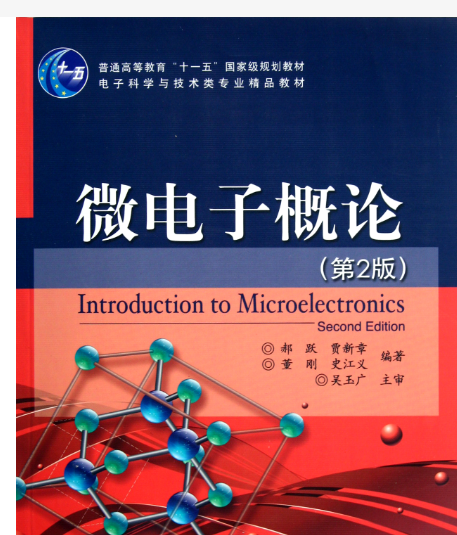 十一五
普通高等教育“十一五”国家级规划教材
电子科学与技术类专业精品教材
微电子概论
（第2版）
Introduction to Microelectronics
Second Edition
◎ 郝 跃 贾新章
◎ 董 刚 史江义 编著
◎吴玉广 主审